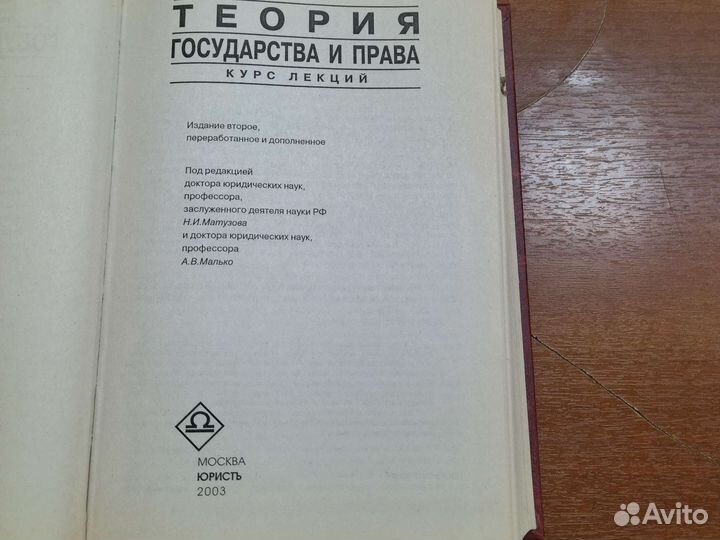 ТЕОРИЯ
ГОСУДАРСТВА И ПРАВА
КУРС ЛЕКЦИЙ
Издание второе,
переработанное и дополненное
Под редакцией
доктора юридических наук,
профессора,
заслуженного деятеля науки РФ
Н.И.Матузова
и доктора юридических наук,
профессора
А.В.Малько
МОСКВА
ЮРИСТЪ
2003
Avito